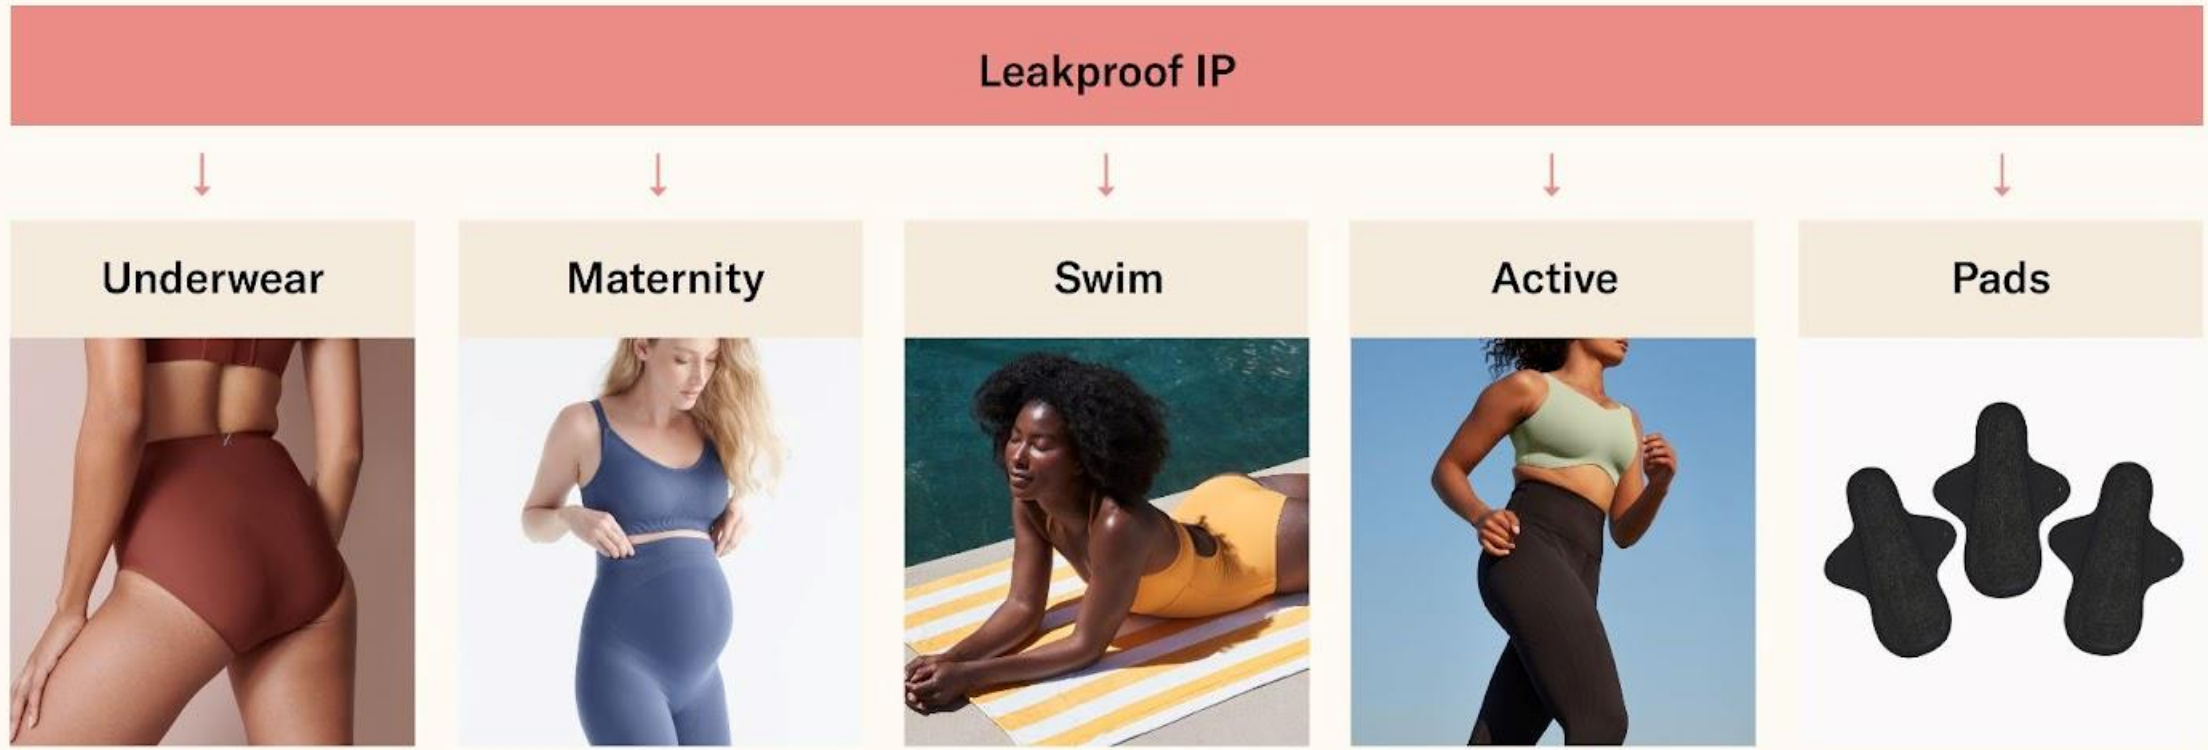 Leakproof IP
Underwear
Maternity
Swim
Active
Pads